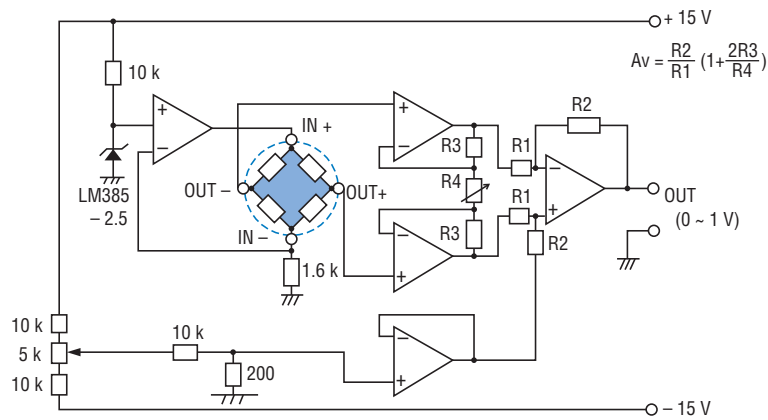 + 15 V
Av = R2/R1 (1+2R3/R4)
10 k
R2
IN +
R3
R1
OUT –
OUT+
R4
LM385
– 2.5
OUT
(0 ~ 1 V)
R1
IN –
R3
R2
1.6 k
10 k
10 k
5 k
200
10 k
– 15 V
+
–
+
–
–
+
–
+
–
+